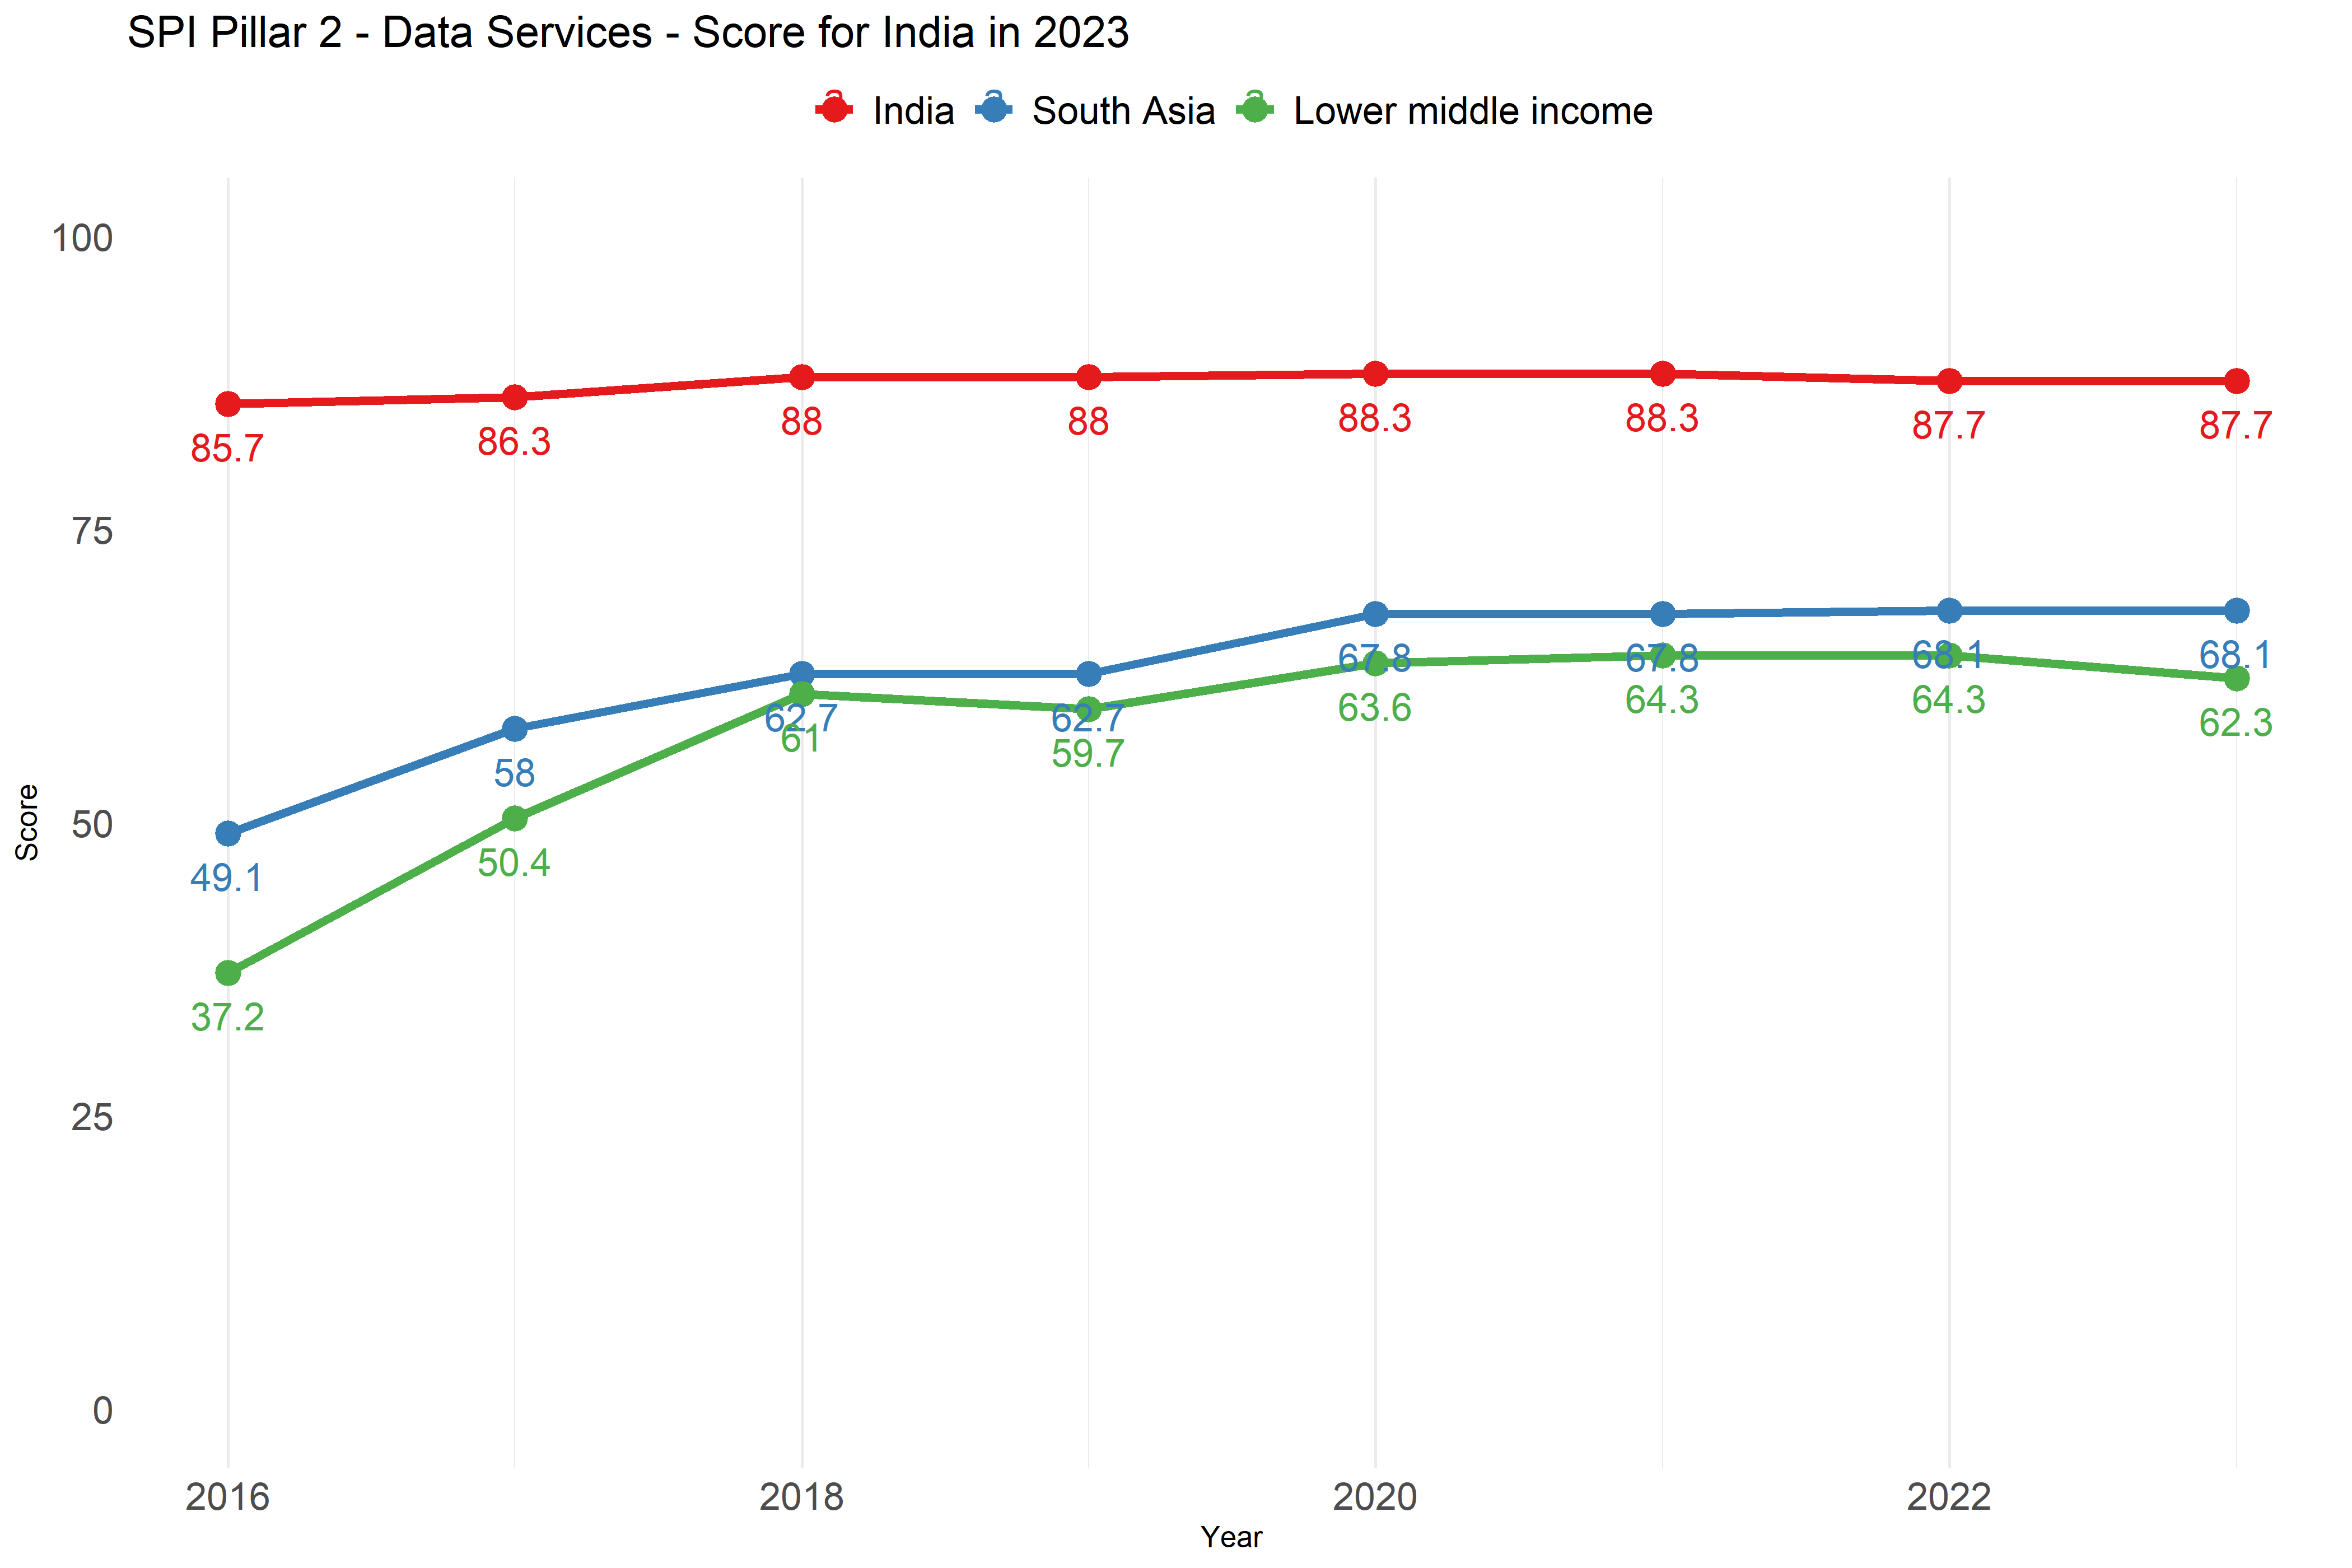 SPI Pillar 2 - Data Services - Score for India in 2023
India South Asia Lower middle income
100
75
50
25
0
Score
85.7 86.3 88 88 88.3 88.3 87.7 87.7
49.1 58 62.7 62.7 67.8 67.8 68.1 68.1
37.2 50.4 61 59.7 63.6 64.3 64.3 62.3
2016 2018 2020 2022
Year